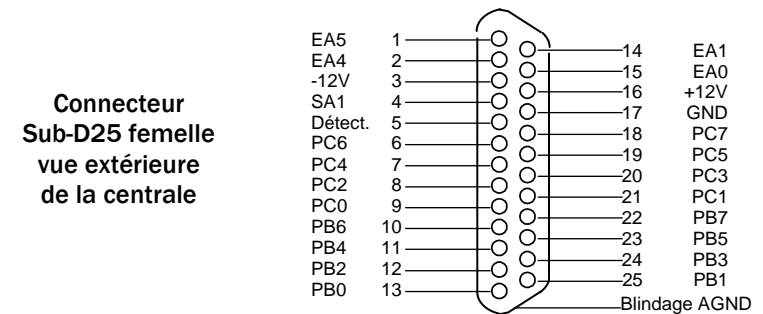 Connecteur
Sub-D25 femelle
vue extérieure
de la centrale
EA5 1
EA4 2
-12V 3
SA1 4
Détect. 5
PC6 6
PC4 7
PC2 8
PC0 9
PB6 10
PB4 11
PB2 12
PB0 13
14 EA1
15 EA0
16 +12V
17 GND
18 PC7
19 PC5
20 PC3
21 PC1
22 PB7
23 PB5
24 PB3
25 PB1
Blindage AGND